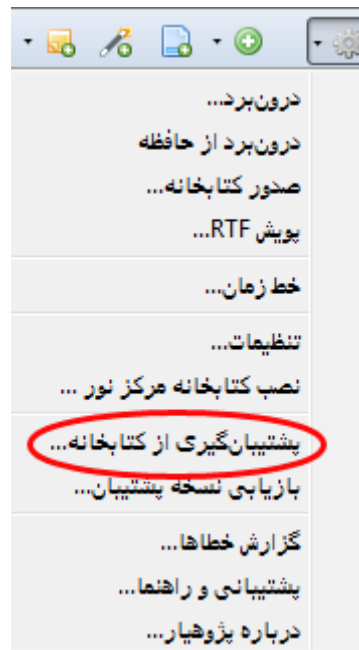 درون‌برد...
درون‌برد از حافظه
صدور کتابخانه...
پویش RTF...
خط زمان...
تنظیمات...
نصب کتابخانه مرکز نور ...
پشتیبان‌گیری از کتابخانه...
بازیابی نسخه پشتیبان...
گزارش خطاها...
پشتیبانی و راهنما...
درباره پژوهیار...